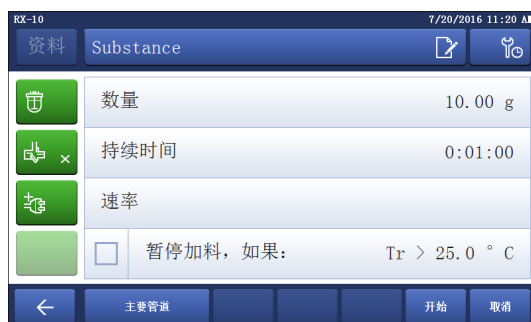 RX-10 7/20/2016 11:20 AM
资料 Substance
数量 10.00 g
持续时间 0:01:00
速率
暂停加料，如果： Tr > 25.0 ° C
主要管道 开始 取消